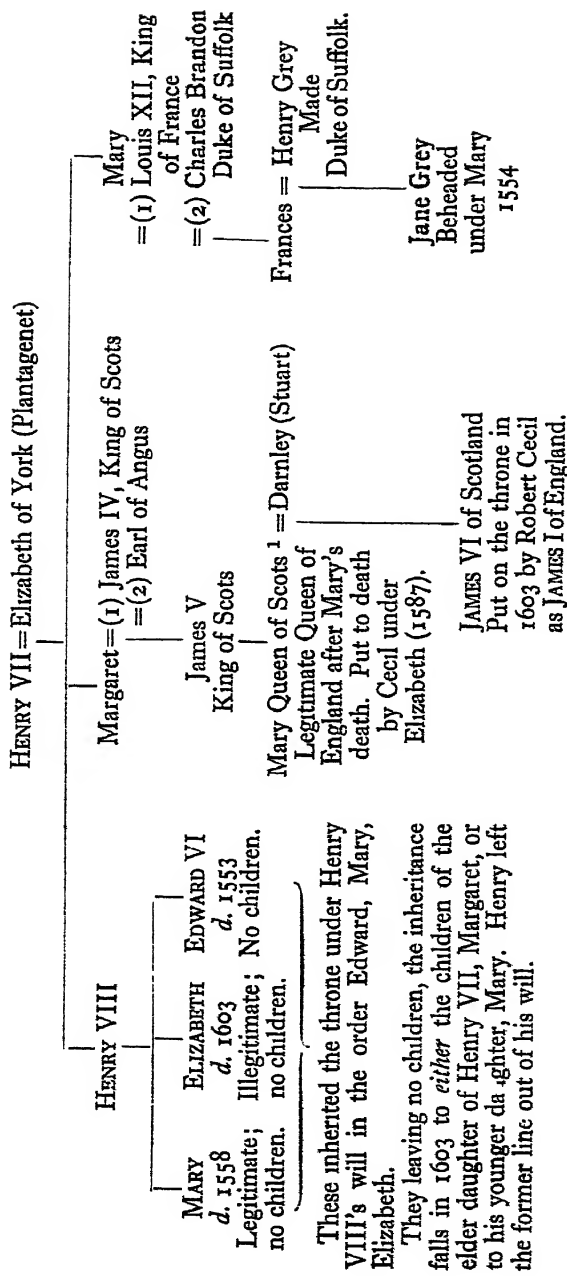 HENRY VII = Elizabeth of York (Plantagenet)
HENRY VIII
MARY
d. 1558
Legitimate;
no children.
ELIZABETH
d. 1603
Illegitimate;
no children.
EDWARD VI
d. 1553
No children.
These inherited the throne under Henry
VIII's will in the order Edward, Mary,
Elizabeth.
They leaving no children, the inheritance
falls in 1603 to either the children of the
elder daughter of Henry VII, Margaret, or
to his younger da ghter, Mary. Henry left
the former line out of his will.
Margaret=(1) James IV, King of Scots
=(2) Earl of Angus
James V
King of Scots
Mary Queen of Scots 1 = Darnley (Stuart)
Legitimate Queen of
England after Mary's
death. Put to death
by Cecil under
Elizabeth (1587).
JAMES VI of Scotland
Put on the throne in
1603 by Robert Cecil
as JAMES I of England.
Mary
=(1) Louis XII, King
of France
=(2) Charles Brandon
Duke of Suffolk
Frances = Henry Grey
Made
Duke of Suffolk.
Jane Grey
Beheaded
under Mary
1554